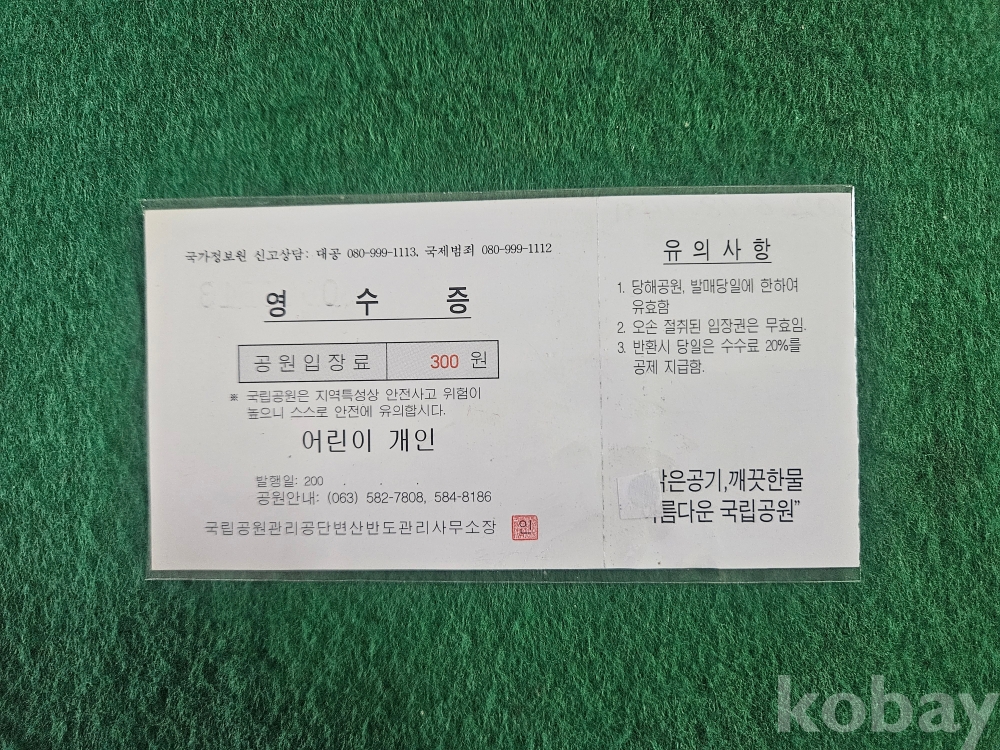 국가정보원 신고상담: 대공 080-999-1113, 국제범죄 080-999-1112
영 수 증
공원입장료 300 원
※ 국립공원은 지역특성상 안전사고 위험이
높으니 스스로 안전에 유의합시다.
어린이 개인
발행일: 200 . . .
공원안내: (063) 582-7808, 584-8186
국립공원관리공단변산반도관리사무소장 인
유 의 사 항
1. 당해공원, 발매당일에 한하여
유효함
2. 오손 절취된 입장권은 무효임.
3. 반환시 당일은 수수료 20%를
공제 지급함.
은공기,깨끗한물
름다운 국립공원"
kobay